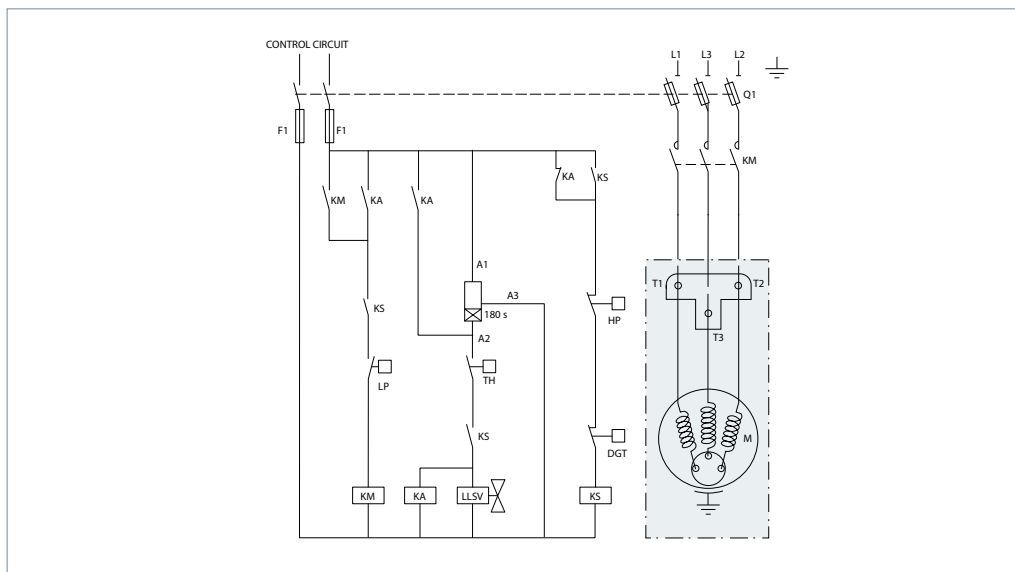 CONTROL CIRCUIT
L1 L3 L2
Q1
F1 F1
KM
KA KS
KM KA KA
A1
T1 T2
A3
KS
180 s
HP
T3
A2
LP TH
KS
M
DGT
KM KA LLSV KS